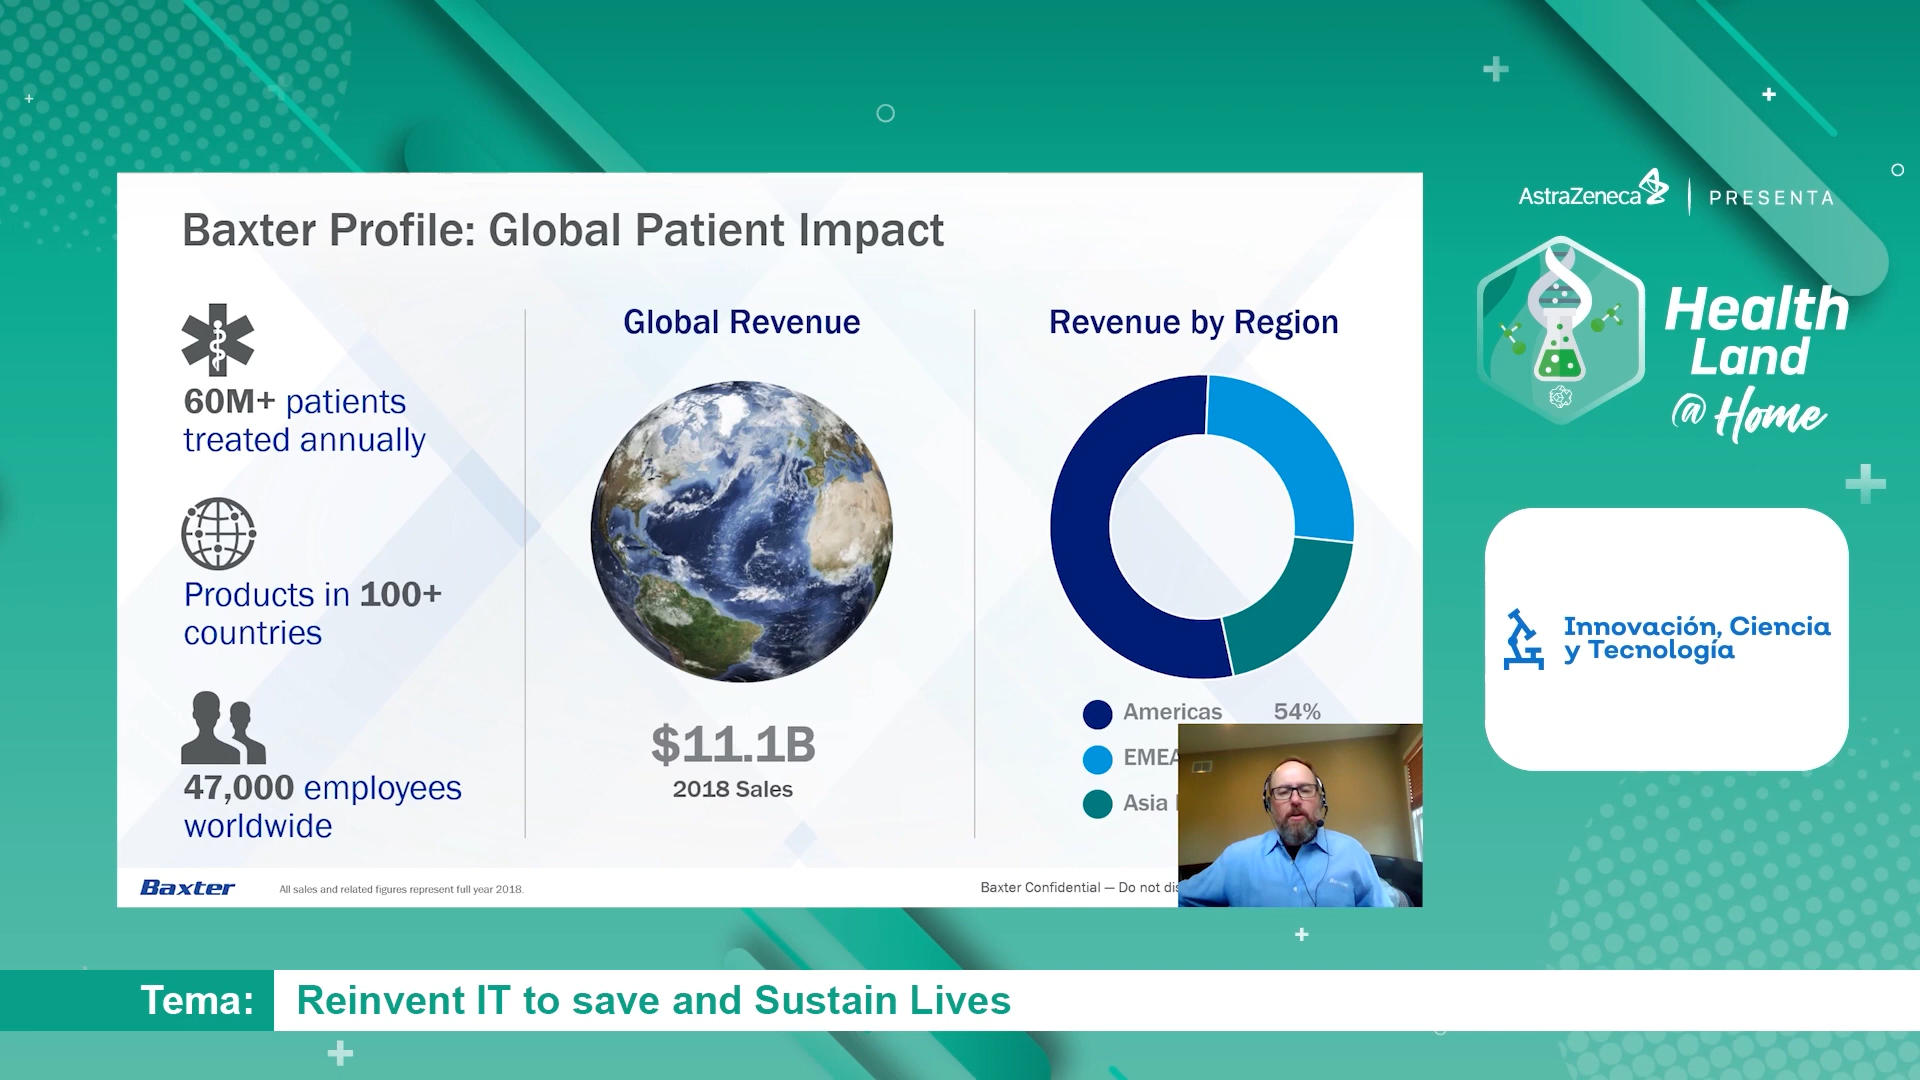 Baxter Profile: Global Patient Impact
60M+ patients
treated annually
Products in 100+
countries
47,000 employees
worldwide
Global Revenue
$11.1B
2018 Sales
Revenue by Region
Americas 54%
EMEA
Asia
Baxter
All sales and related figures represent full year 2018.
Baxter Confidential — Do not
AstraZeneca | PRESENTA
Health
Land
@ Home
Innovación, Ciencia
y Tecnología
Tema: Reinvent IT to save and Sustain Lives